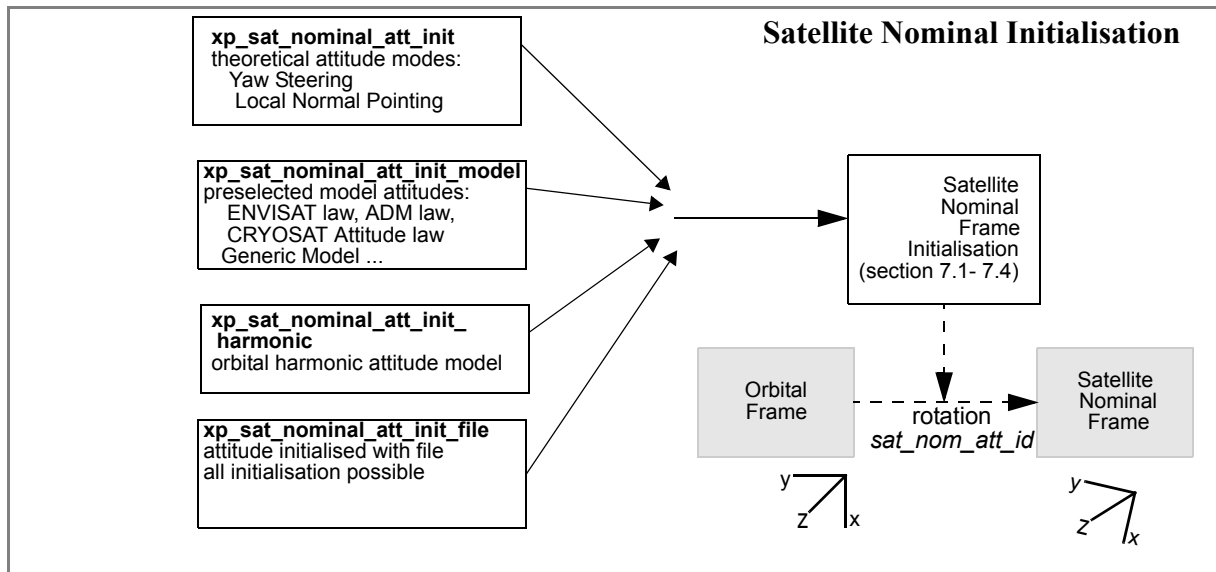 Satellite Nominal Initialisation
xp_sat_nominal_att_init
theoretical attitude modes:
Yaw Steering
Local Normal Pointing
xp_sat_nominal_att_init_model
preselected model attitudes:
ENVISAT law, ADM law,
CRYOSAT Attitude law
Generic Model ...
xp_sat_nominal_att_init_
harmonic
orbital harmonic attitude model
xp_sat_nominal_att_init_file
attitude initialised with file
all initialisation possible
Satellite
Nominal
Frame
Initialisation
(section 7.1- 7.4)
Orbital
Frame
rotation
sat_nom_att_id
Satellite
Nominal
Frame
y
z
x
y
z
x